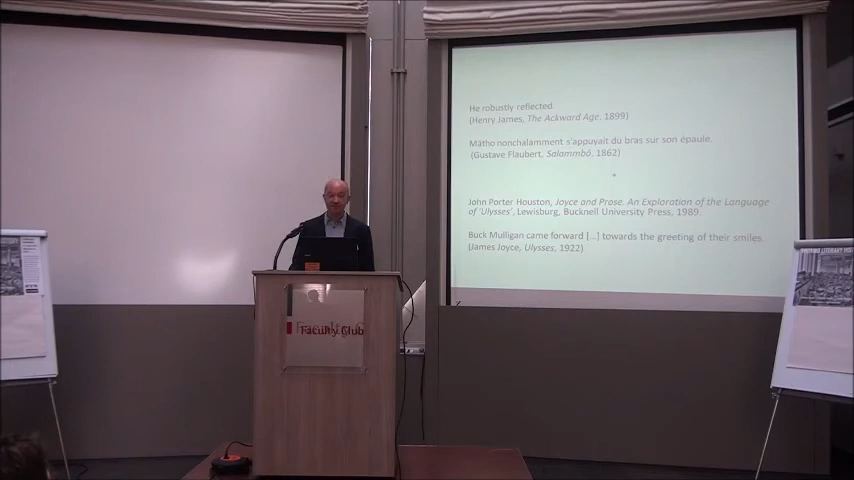 He robustly reflected.
(Henry James, The Ackward Age. 1899)
Mâtho nonchalamment s'appuyait du bras sur son épaule.
(Gustave Flaubert, Salammbô, 1862)
*
John Porter Houston, Joyce and Prose. An Exploration of the Language
of 'Ulysses', Lewisburg, Bucknell University Press, 1989.
Buck Mulligan came forward [...] towards the greeting of their smiles.
(James Joyce, Ulysses, 1922)
Faculty Club